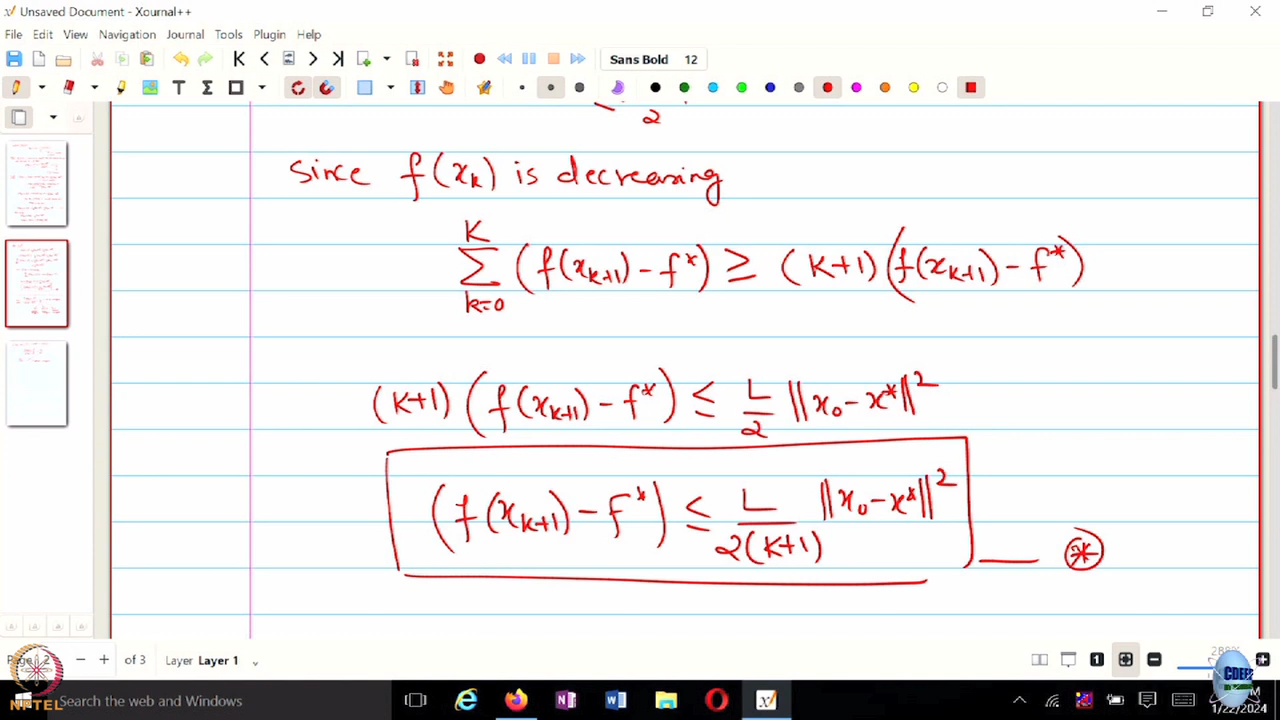 Unsaved Document - Xournal++
File Edit View Navigation Journal Tools Plugin Help
Sans Bold 12
2
since f(x_k) is decreasing
∑_{k=0}^{K} (f(x_{k+1}) - f*) ≥ (K+1) (f(x_{K+1}) - f*)
(K+1) (f(x_{K+1}) - f*) ≤ L/2 ||x_0 - x*||^2
(f(x_{K+1}) - f*) ≤ L/2(K+1) ||x_0 - x*||^2 — ⊛
Page 2 of 3 Layer Layer 1
NPTEL
Search the web and Windows
1/22/2024